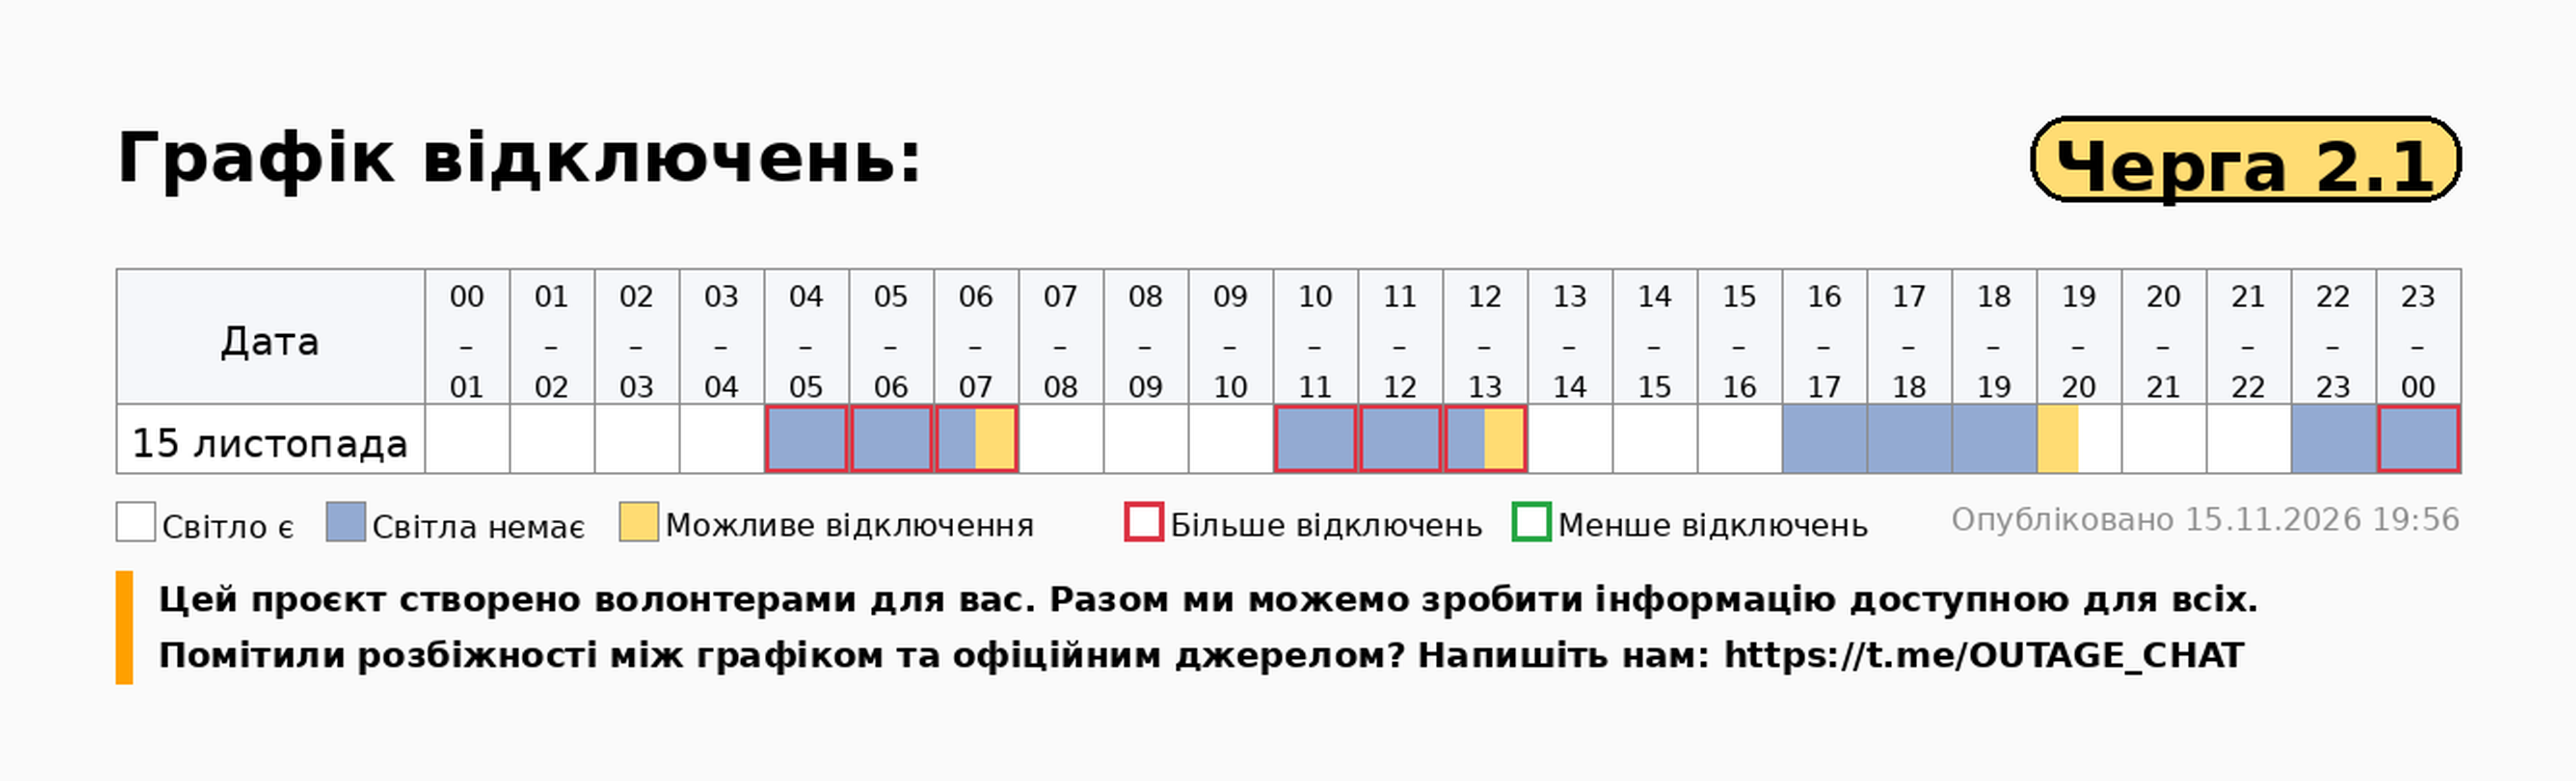 Графік відключень:
Черга 2.1
Дата
00 – 01
01 – 02
02 – 03
03 – 04
04 – 05
05 – 06
06 – 07
07 – 08
08 – 09
09 – 10
10 – 11
11 – 12
12 – 13
13 – 14
14 – 15
15 – 16
16 – 17
17 – 18
18 – 19
19 – 20
20 – 21
21 – 22
22 – 23
23 – 00
15 листопада
Світло є
Світла немає
Можливе відключення
Більше відключень
Менше відключень
Опубліковано 15.11.2026 19:56
Цей проєкт створено волонтерами для вас. Разом ми можемо зробити інформацію доступною для всіх.
Помітили розбіжності між графіком та офіційним джерелом? Напишіть нам: https://t.me/OUTAGE_CHAT